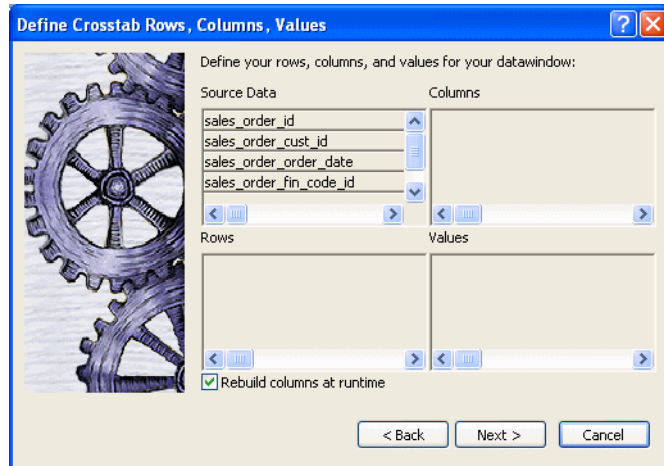 Define Crosstab Rows, Columns, Values
Define your rows, columns, and values for your datawindow:
Source Data
Columns
sales_order_id
sales_order_cust_id
sales_order_order_date
sales_order_fin_code_id
Rows
Values
Rebuild columns at runtime
< Back
Next >
Cancel